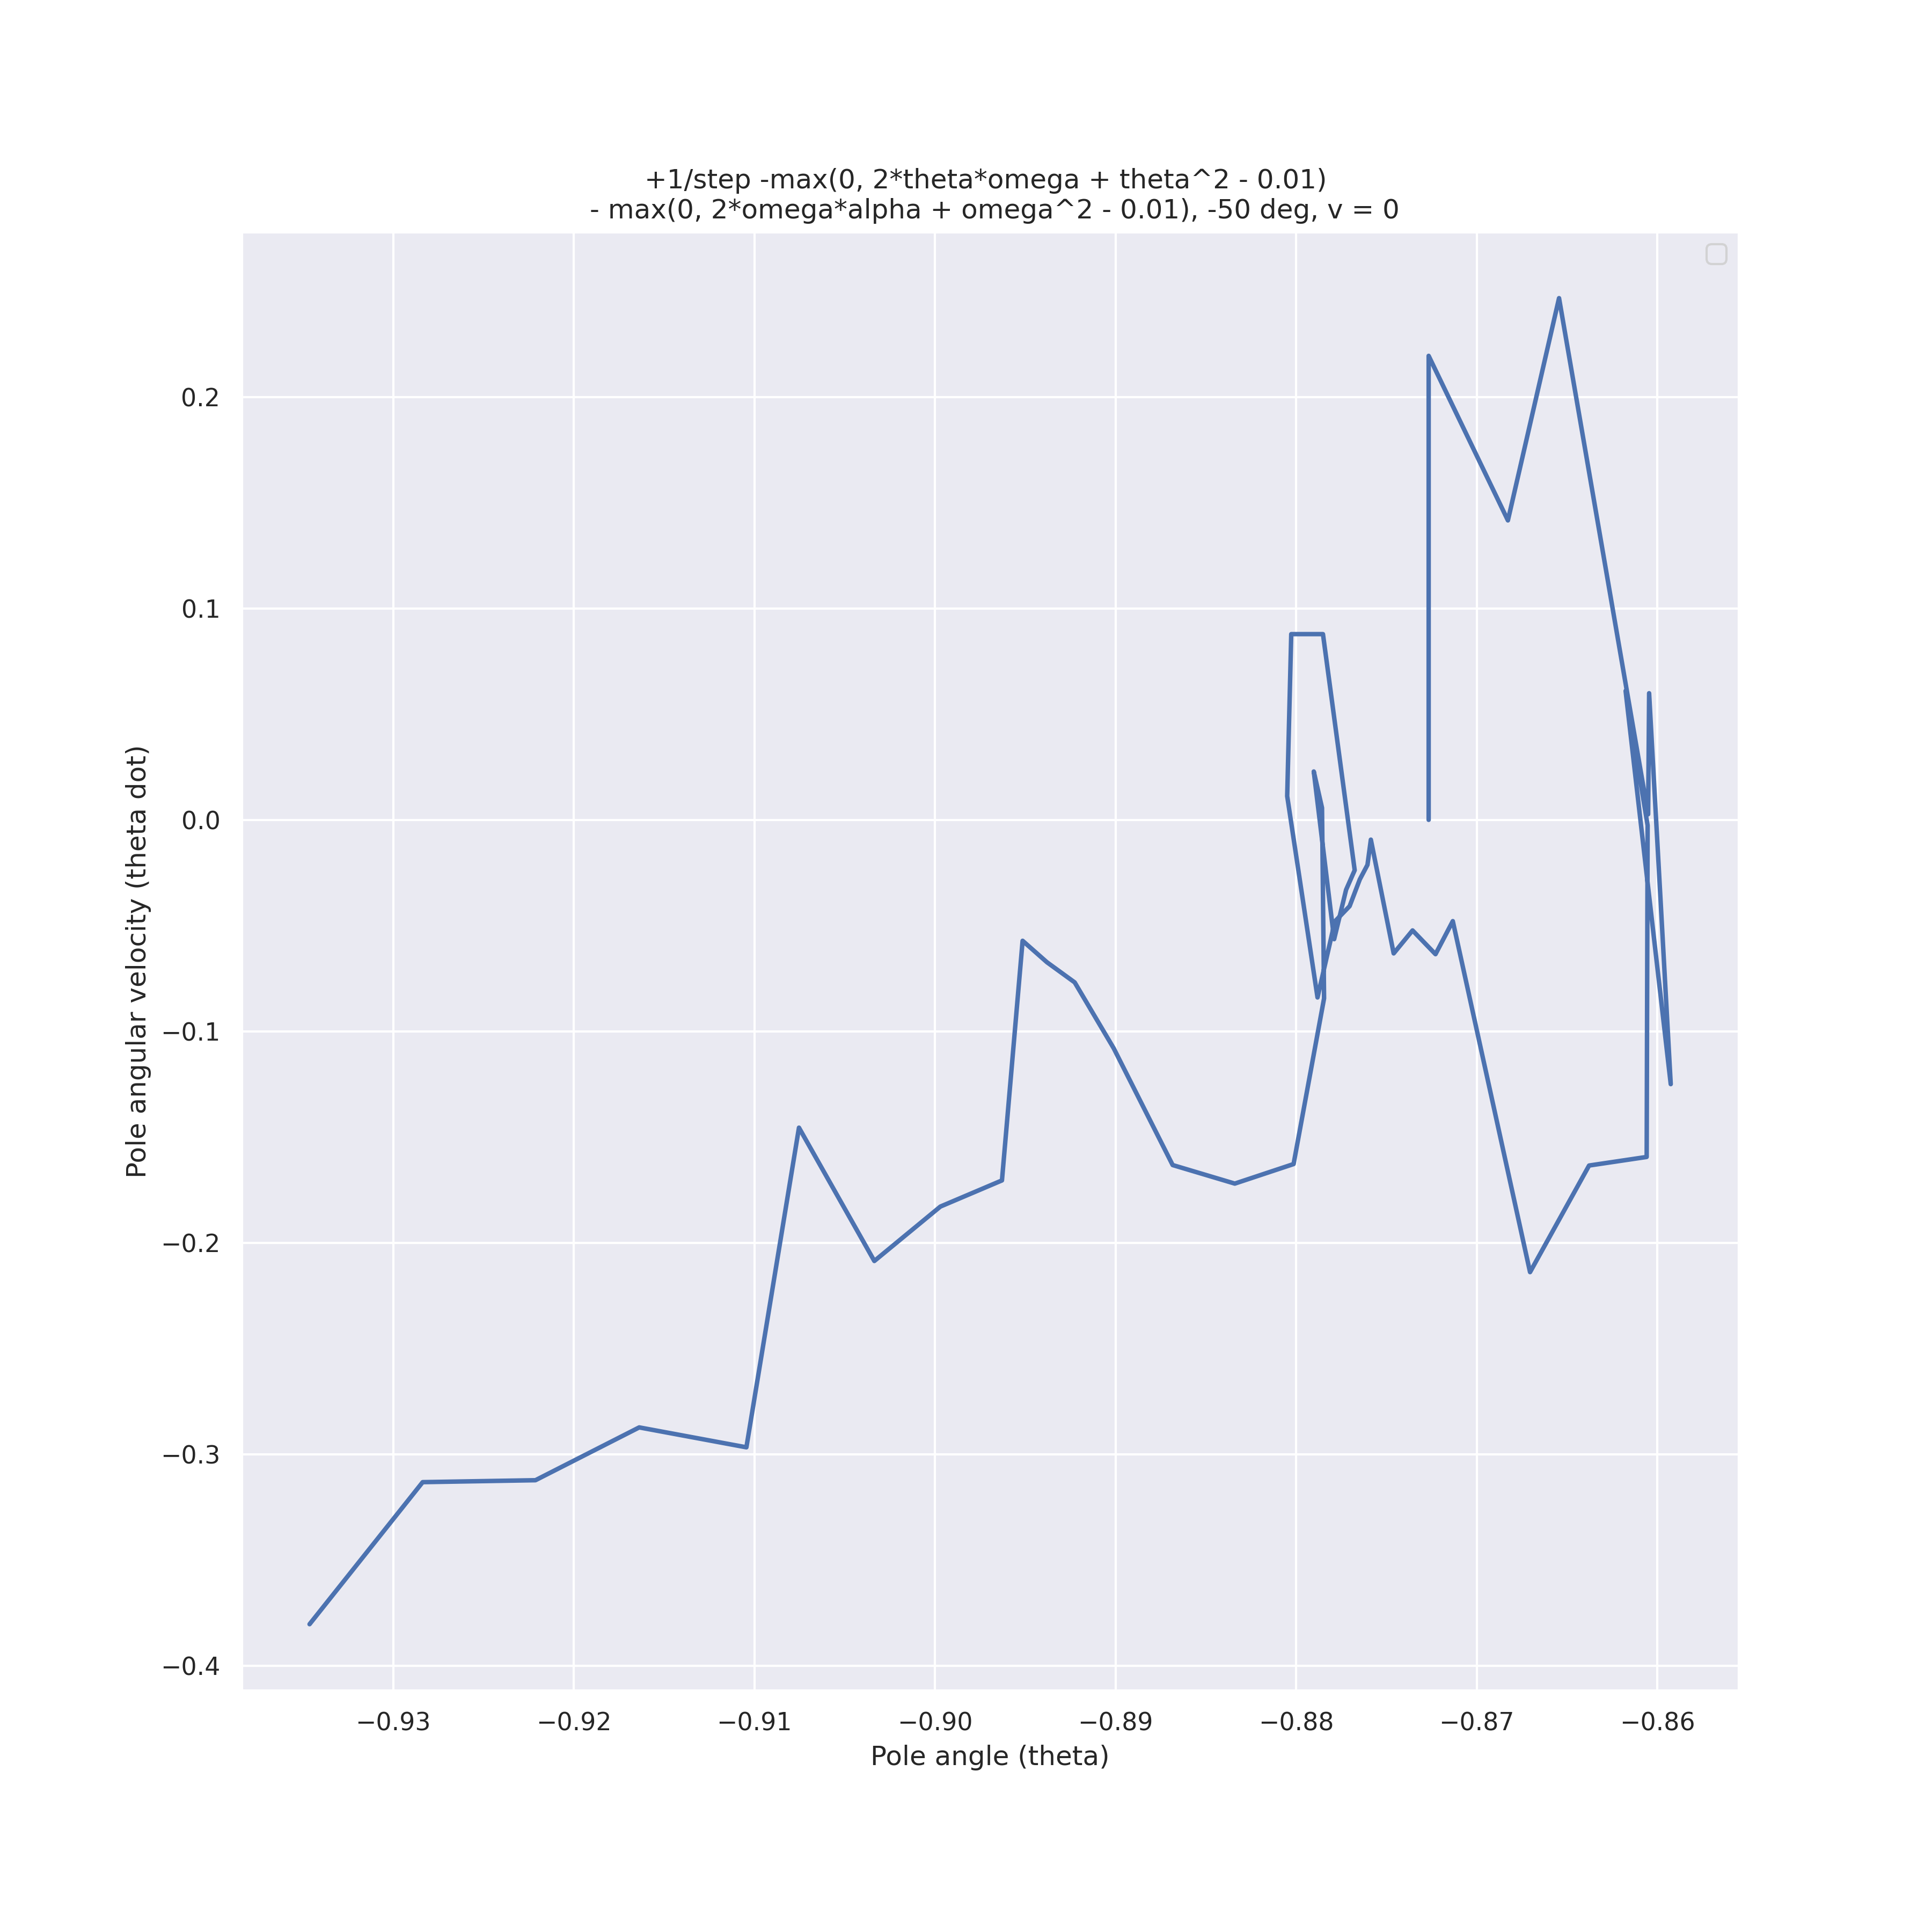 +1/step -max(0, 2*theta*omega + theta^2 - 0.01)
- max(0, 2*omega*alpha + omega^2 - 0.01), -50 deg, v = 0
0.2
0.1
0.0
−0.1
−0.2
−0.3
−0.4
Pole angular velocity (theta dot)
−0.93 −0.92 −0.91 −0.90 −0.89 −0.88 −0.87 −0.86
Pole angle (theta)